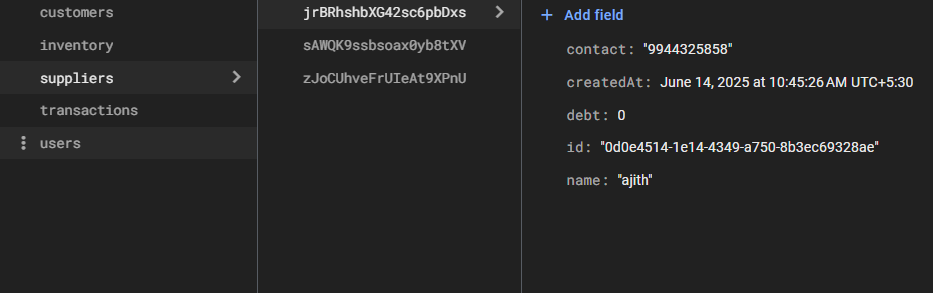 customers
inventory
suppliers
transactions
users
jrBRhshbXG42sc6pbDxs
sAWQK9ssbsoax0yb8tXV
zJoCUhveFrUIeAt9XPnU
+ Add field
contact: "9944325858"
createdAt: June 14, 2025 at 10:45:26 AM UTC+5:30
debt: 0
id: "0d0e4514-1e14-4349-a750-8b3ec69328ae"
name: "ajith"